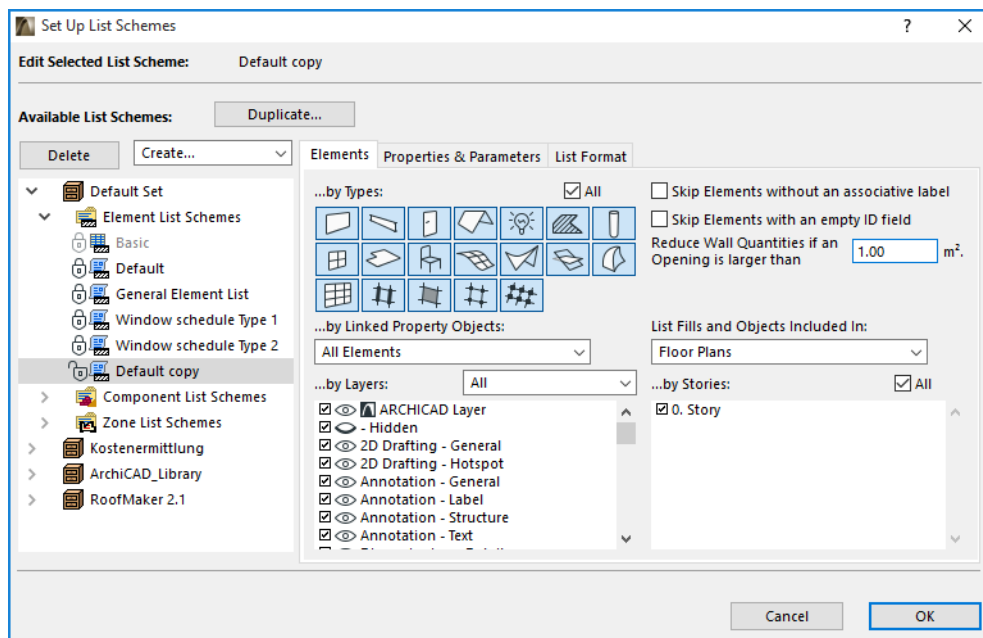 Set Up List Schemes
?
Edit Selected List Scheme: Default copy
Available List Schemes: Duplicate...
Delete Create...
Default Set
Element List Schemes
Basic
Default
General Element List
Window schedule Type 1
Window schedule Type 2
Default copy
Component List Schemes
Zone List Schemes
Kostenermittlung
ArchiCAD_Library
RoofMaker 2.1
Elements Properties & Parameters List Format
...by Types: All
Skip Elements without an associative label
Skip Elements with an empty ID field
Reduce Wall Quantities if an
Opening is larger than 1.00 m².
...by Linked Property Objects:
All Elements
List Fills and Objects Included In:
Floor Plans
...by Layers: All
ARCHICAD Layer
- Hidden
2D Drafting - General
2D Drafting - Hotspot
Annotation - General
Annotation - Label
Annotation - Structure
Annotation - Text
...by Stories: All
0. Story
Cancel OK